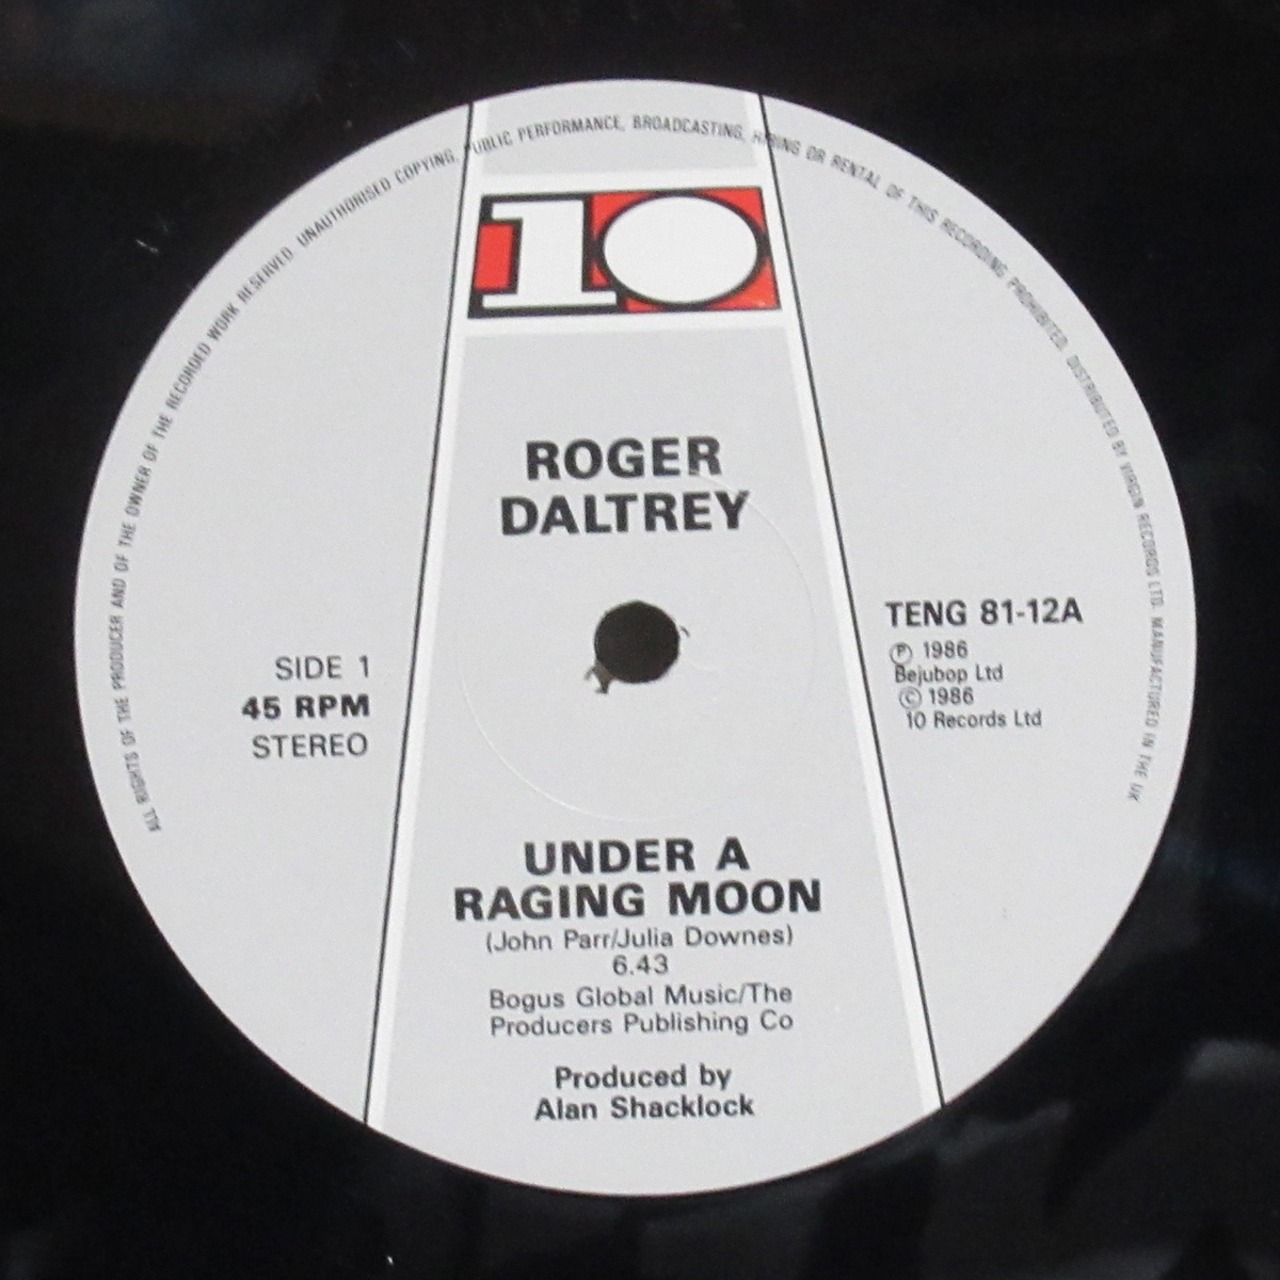 ALL RIGHTS OF THE PRODUCER AND OF THE OWNER OF THE RECORDED WORK RESERVED. UNAUTHORISED COPYING, PUBLIC PERFORMANCE, BROADCASTING, HIRING OR RENTAL OF THIS RECORDING PROHIBITED. DISTRIBUTED BY VIRGIN RECORDS LTD. MANUFACTURED IN THE UK
10
ROGER
DALTREY
SIDE 1
45 RPM
STEREO
TENG 81-12A
Ⓟ 1986
Bejubop Ltd
© 1986
10 Records Ltd
UNDER A
RAGING MOON
(John Parr/Julia Downes)
6.43
Bogus Global Music/The
Producers Publishing Co
Produced by
Alan Shacklock